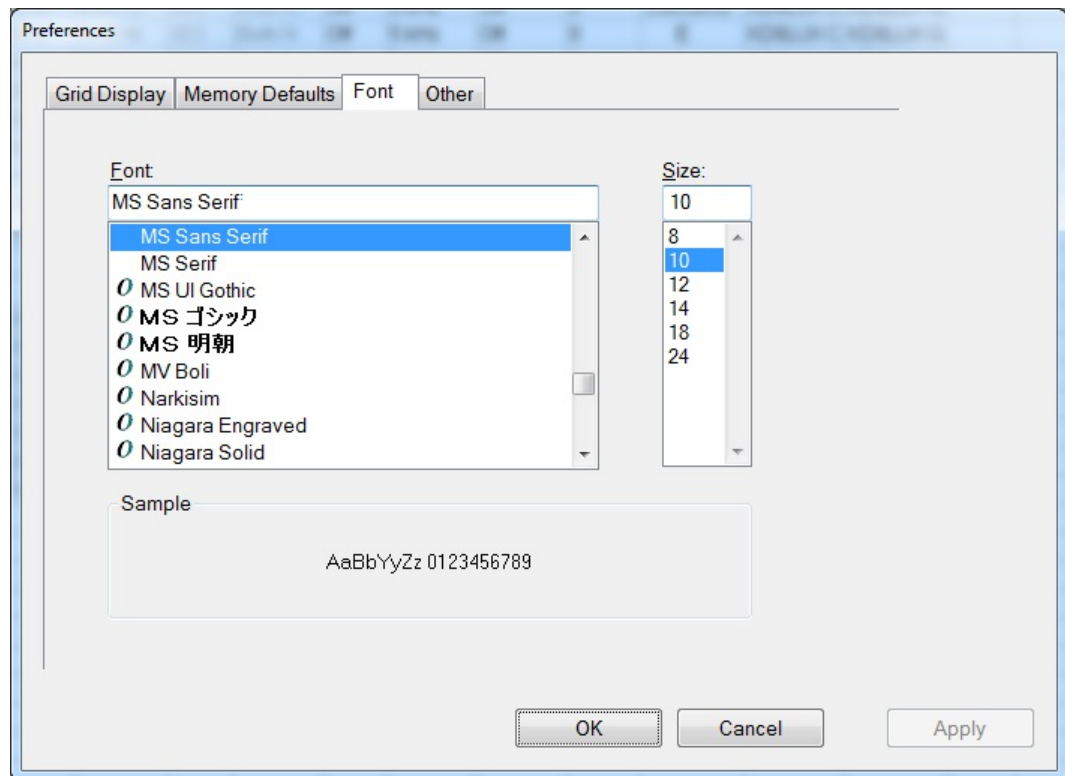 Preferences
Grid Display Memory Defaults Font Other
Font: Size:
MS Sans Serif 10
MS Sans Serif 8
MS Serif 10
O MS UI Gothic 12
O MS ゴシック 14
O MS 明朝 18
O MV Boli 24
O Narkisim
O Niagara Engraved
O Niagara Solid
Sample
AaBbYyZz 0123456789
OK Cancel Apply